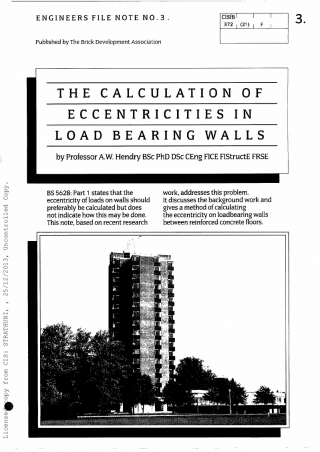 ENGINEERS FILE NOTE NO. 3 .
CI/SfB
372 (21) F
3.
Published by The Brick Development Association
THE CALCULATION OF
ECCENTRICITIES IN
LOAD BEARING WALLS
by Professor A.W. Hendry BSc PhD DSc CEng FICE FIStructE FRSE
BS 5628: Part 1 states that the
eccentricity of loads on walls should
preferably be calculated but does
not indicate how this may be done.
This note, based on recent research
work, addresses this problem.
It discusses the background work and
gives a method of calculating
the eccentricity on loadbearing walls
between reinforced concrete floors.
copy from CIS: STRATHUNI, , 25/12/2013, Uncontrolled Copy.